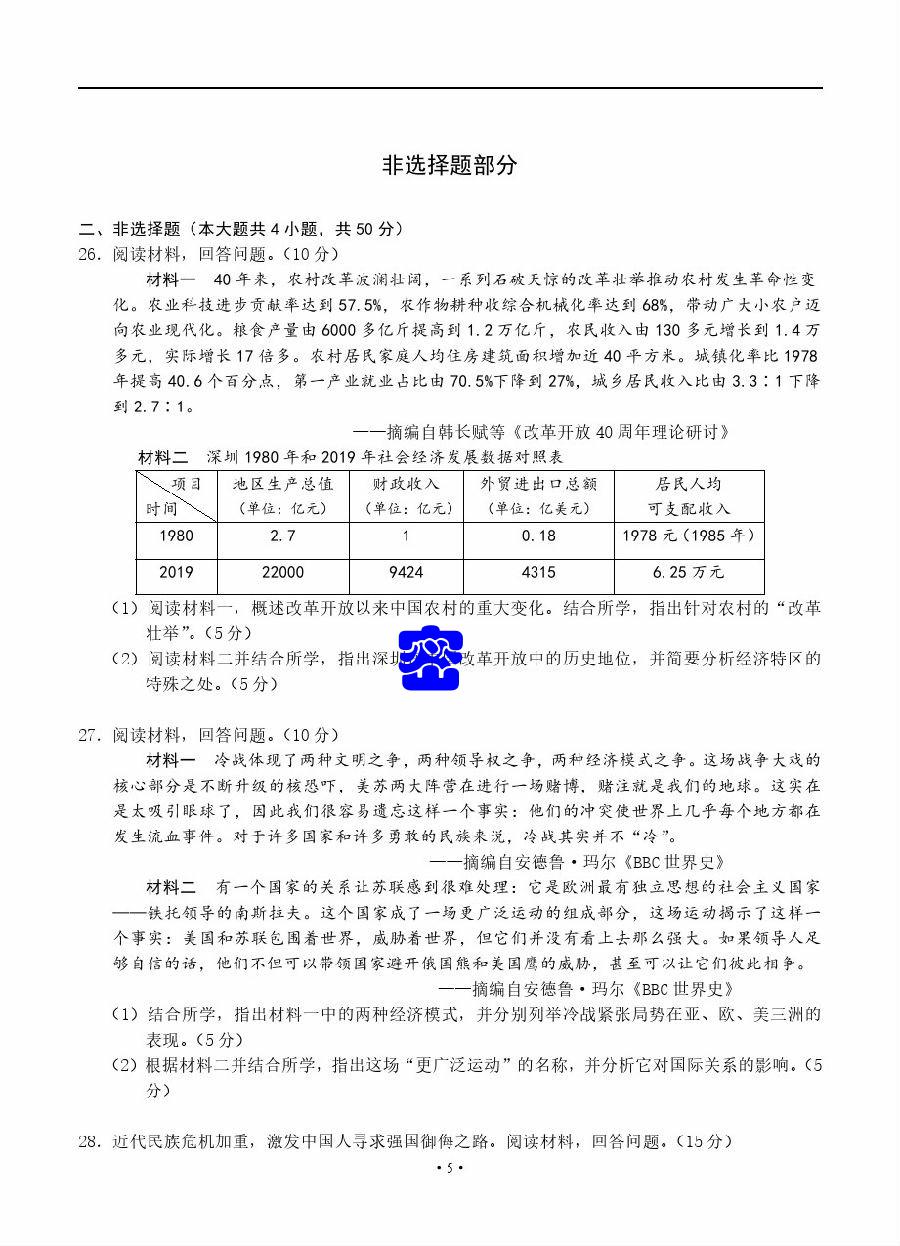 非选择题部分
二、非选择题（本大题共 4 小题，共 50 分）
26．阅读材料，回答问题。（10 分）
材料一 40 年来，农村改革波澜壮阔，一系列石破天惊的改革壮举推动农村发生革命性变
化。农业科技进步贡献率达到 57.5%，农作物耕种收综合机械化率达到 68%，带动广大小农户迈
向农业现代化。粮食产量由 6000 多亿斤提高到 1.2 万亿斤，农民收入由 130 多元增长到 1.4 万
多元，实际增长 17 倍多。农村居民家庭人均住房建筑面积增加近 40 平方米。城镇化率比 1978
年提高 40.6 个百分点，第一产业就业占比由 70.5%下降到 27%，城乡居民收入比由 3.3∶1 下降
到 2.7∶1。
——摘编自韩长赋等《改革开放 40 周年理论研讨》
材料二 深圳 1980 年和 2019 年社会经济发展数据对照表
项目 地区生产总值 财政收入 外贸进出口总额 居民人均
时间 （单位：亿元） （单位：亿元） （单位：亿美元） 可支配收入
1980 2.7 1 0.18 1978 元（1985 年）
2019 22000 9424 4315 6.25 万元
（1）阅读材料一，概述改革开放以来中国农村的重大变化。结合所学，指出针对农村的“改革
壮举”。（5 分）
（2）阅读材料二并结合所学，指出深圳 改革开放中的历史地位，并简要分析经济特区的
特殊之处。（5 分）
27．阅读材料，回答问题。（10 分）
材料一 冷战体现了两种文明之争，两种领导权之争，两种经济模式之争。这场战争大戏的
核心部分是不断升级的核恐吓，美苏两大阵营在进行一场赌博，赌注就是我们的地球。这实在
是太吸引眼球了，因此我们很容易遗忘这样一个事实：他们的冲突使世界上几乎每个地方都在
发生流血事件。对于许多国家和许多勇敢的民族来说，冷战其实并不“冷”。
——摘编自安德鲁·玛尔《BBC 世界史》
材料二 有一个国家的关系让苏联感到很难处理：它是欧洲最有独立思想的社会主义国家
——铁托领导的南斯拉夫。这个国家成了一场更广泛运动的组成部分，这场运动揭示了这样一
个事实：美国和苏联包围着世界，威胁着世界，但它们并没有看上去那么强大。如果领导人足
够自信的话，他们不但可以带领国家避开俄国熊和美国鹰的威胁，甚至可以让它们彼此相争。
——摘编自安德鲁·玛尔《BBC 世界史》
（1）结合所学，指出材料一中的两种经济模式，并分别列举冷战紧张局势在亚、欧、美三洲的
表现。（5 分）
（2）根据材料二并结合所学，指出这场“更广泛运动”的名称，并分析它对国际关系的影响。（5
分）
28．近代民族危机加重，激发中国人寻求强国御侮之路。阅读材料，回答问题。（15 分）
·5·